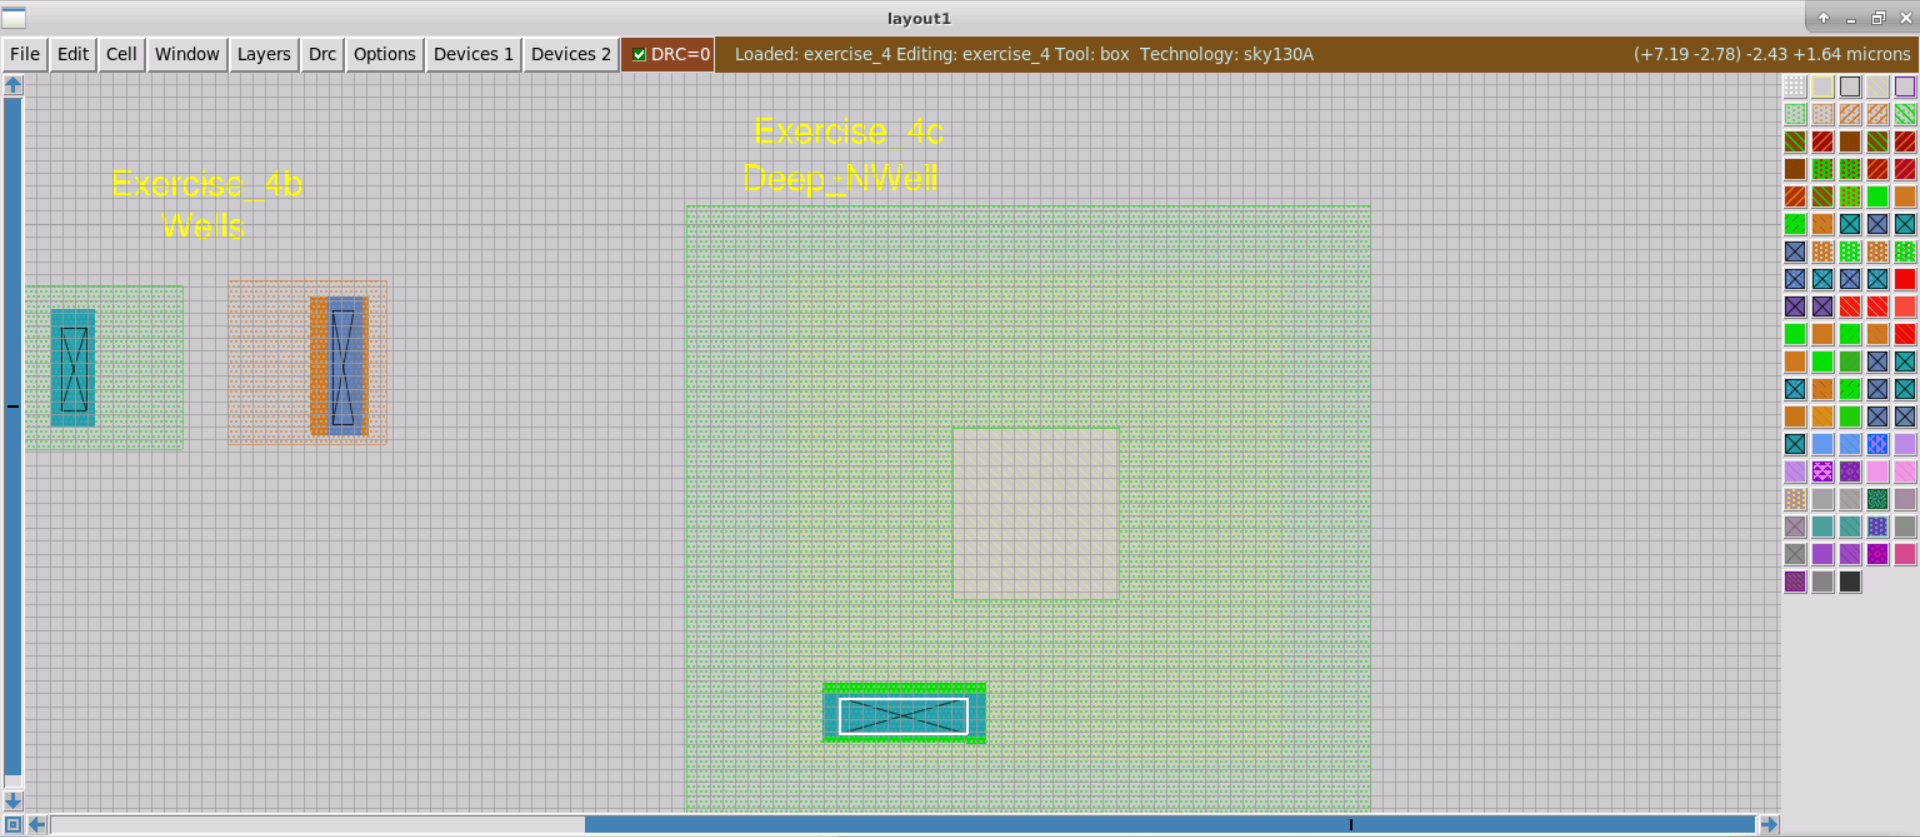 layout1
File Edit Cell Window Layers Drc Options Devices 1 Devices 2 DRC=0 Loaded: exercise_4 Editing: exercise_4 Tool: box Technology: sky130A (+7.19 -2.78) -2.43 +1.64 microns
Exercise_4c
Deep_NWell
Exercise_4b
Wells